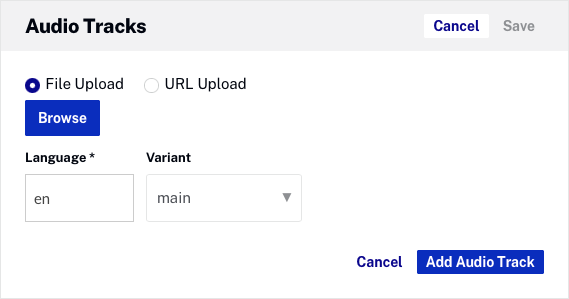 Audio Tracks
Cancel Save
File Upload URL Upload
Browse
Language * Variant
en main
Cancel Add Audio Track